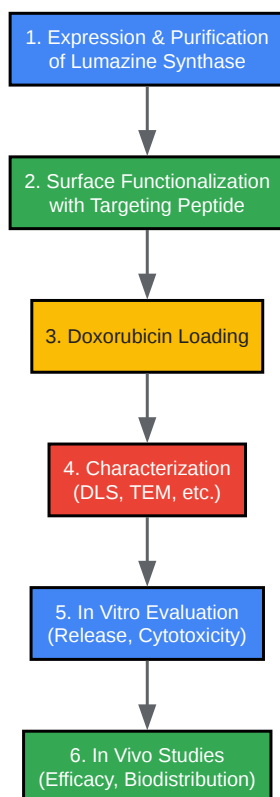 1. Expression & Purification
of Lumazine Synthase
2. Surface Functionalization
with Targeting Peptide
3. Doxorubicin Loading
4. Characterization
(DLS, TEM, etc.)
5. In Vitro Evaluation
(Release, Cytotoxicity)
6. In Vivo Studies
(Efficacy, Biodistribution)